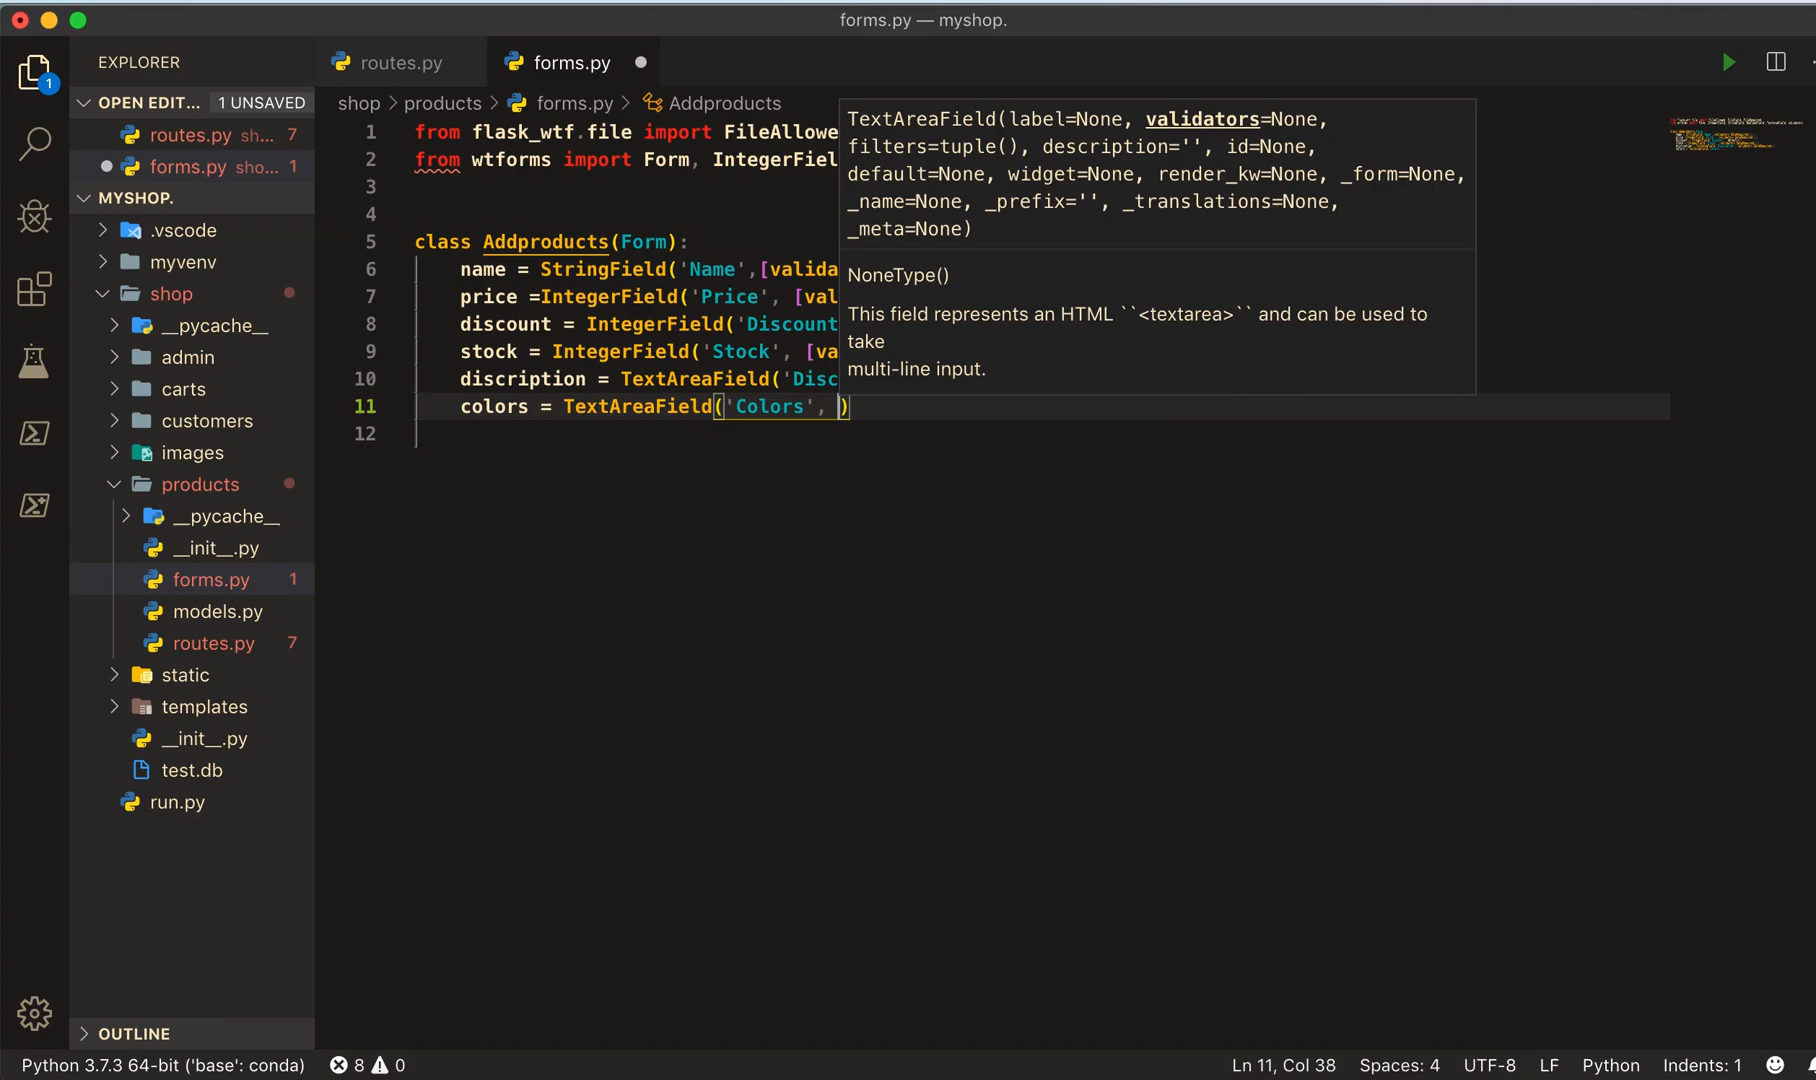 forms.py — myshop.
EXPLORER
routes.py
forms.py
OPEN EDIT... 1 UNSAVED
shop > products > forms.py > Addproducts
routes.py sh... 7
forms.py sho... 1
MYSHOP.
.vscode
myvenv
shop
__pycache__
admin
carts
customers
images
products
__pycache__
__init__.py
forms.py 1
models.py
routes.py 7
static
templates
__init__.py
test.db
run.py
OUTLINE
1
1 from flask_wtf.file import FileAllowe
2 from wtforms import Form, IntegerFiel
3
4
5 class Addproducts(Form):
6 name = StringField('Name',[valida
7 price =IntegerField('Price', [val
8 discount = IntegerField('Discount
9 stock = IntegerField('Stock', [va
10 discription = TextAreaField('Disc
11 colors = TextAreaField('Colors', )
12
TextAreaField(label=None, validators=None,
filters=tuple(), description='', id=None,
default=None, widget=None, render_kw=None, _form=None,
_name=None, _prefix='', _translations=None,
_meta=None)
NoneType()
This field represents an HTML ``<textarea>`` and can be used to
take
multi-line input.
Python 3.7.3 64-bit ('base': conda) 8 0 Ln 11, Col 38 Spaces: 4 UTF-8 LF Python Indents: 1